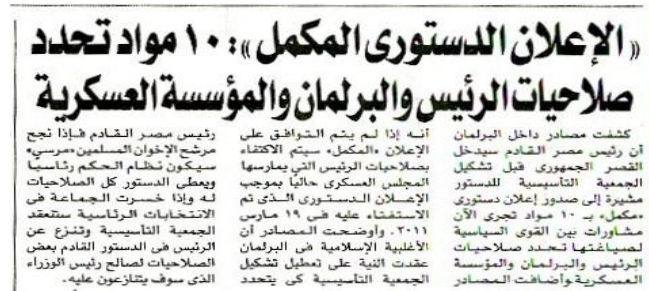 «الإعلان الدستورى المكمل»: ١٠ مواد تحدد
صلاحيات الرئيس والبرلمان والمؤسسة العسكرية
كشفت مصادر داخل البرلمان
أن رئيس مصر القادم سيدخل
القصر الجمهورى قبل تشكيل
الجمعية التأسيسية للدستور
مشيرة إلى صدور إعلان دستورى
«مكمل» بـ ١٠ مواد تجرى الآن
مشاورات بين القوى السياسية
لصياغتها تحدد صلاحيات
الرئيس والبرلمان والمؤسسة
العسكرية وأضافت المصادر
أنه إذا لم يتم التوافق على
الإعلان «المكمل» سيتم الاكتفاء
بصلاحيات الرئيس التى يمارسها
المجلس العسكرى حاليا بموجب
الإعلان الدستورى الذى تم
الاستفتاء عليه فى ١٩ مارس
٢٠١١. وأوضحت المصادر أن
الأغلبية الإسلامية فى البرلمان
عقدت النية على تعطيل تشكيل
الجمعية التأسيسية كى يتحدد
رئيس مصر القادم فإذا نجح
مرشح الإخوان المسلمين «مرسى»
سيكون نظام الحكم رئاسيا
ويعطى الدستور كل الصلاحيات
له وإذا خسرت الجماعة فى
الانتخابات الرئاسية ستنعقد
الجمعية التأسيسية وتنزع عن
الرئيس فى الدستور القادم بعض
الصلاحيات لصالح رئيس الوزراء
الذى سوف يتنازعون عليه.